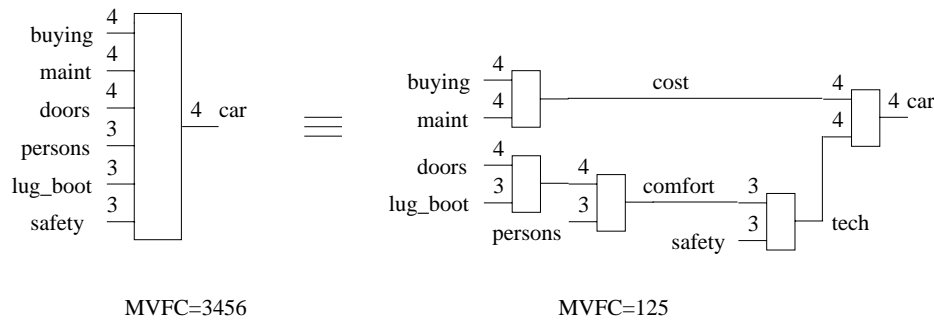 4
buying
4
maint
4
doors
4 car
3
persons
3
lug_boot
3
safety
MVFC=3456
4
buying
4
maint
cost
4
4 car
4
doors
4
3
lug_boot
4
3
persons
comfort
3
3
safety
tech
MVFC=125